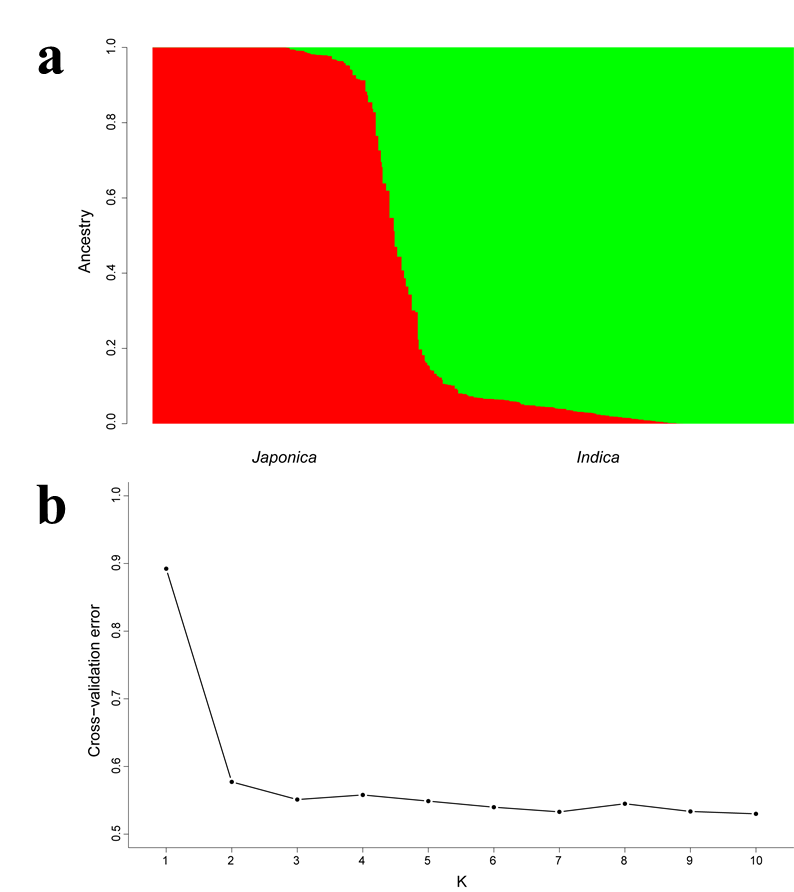 a
Ancestry
1.0
0.8
0.6
0.4
0.2
0.0
Japonica Indica
b
Cross−validation error
1.0
0.9
0.8
0.7
0.6
0.5
1 2 3 4 5 6 7 8 9 10
K